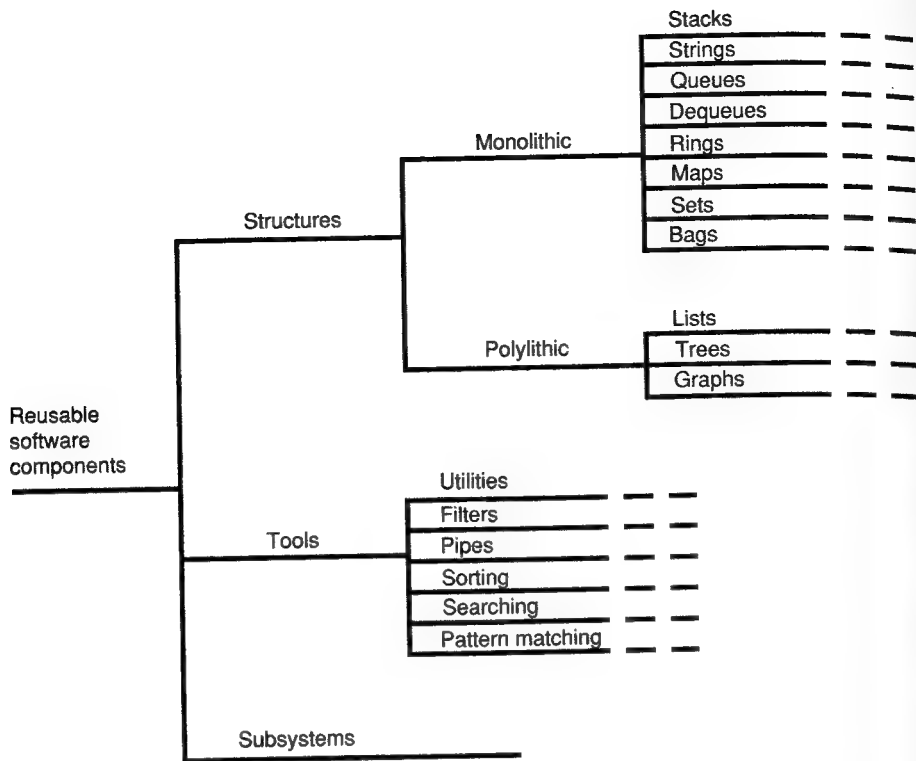 Stacks
Strings
Queues
Dequeues
Monolithic
Rings
Maps
Sets
Structures
Bags
Lists
Polylithic
Trees
Graphs
Reusable
software
components
Utilities
Filters
Tools
Pipes
Sorting
Searching
Pattern matching
Subsystems